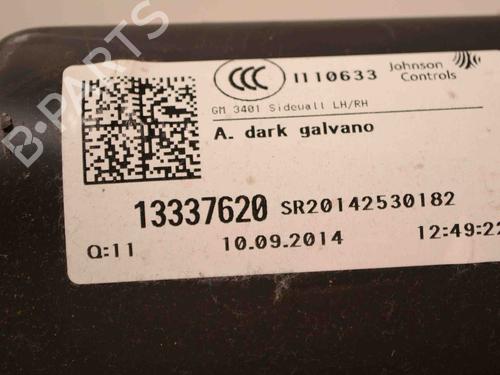 B-PARTS
CCC 1110633 Johnson Controls
GM 3401 Sidewall LH/RH
A. dark galvano
13337620 SR20142530182
Q:11 10.09.2014 12:49:22